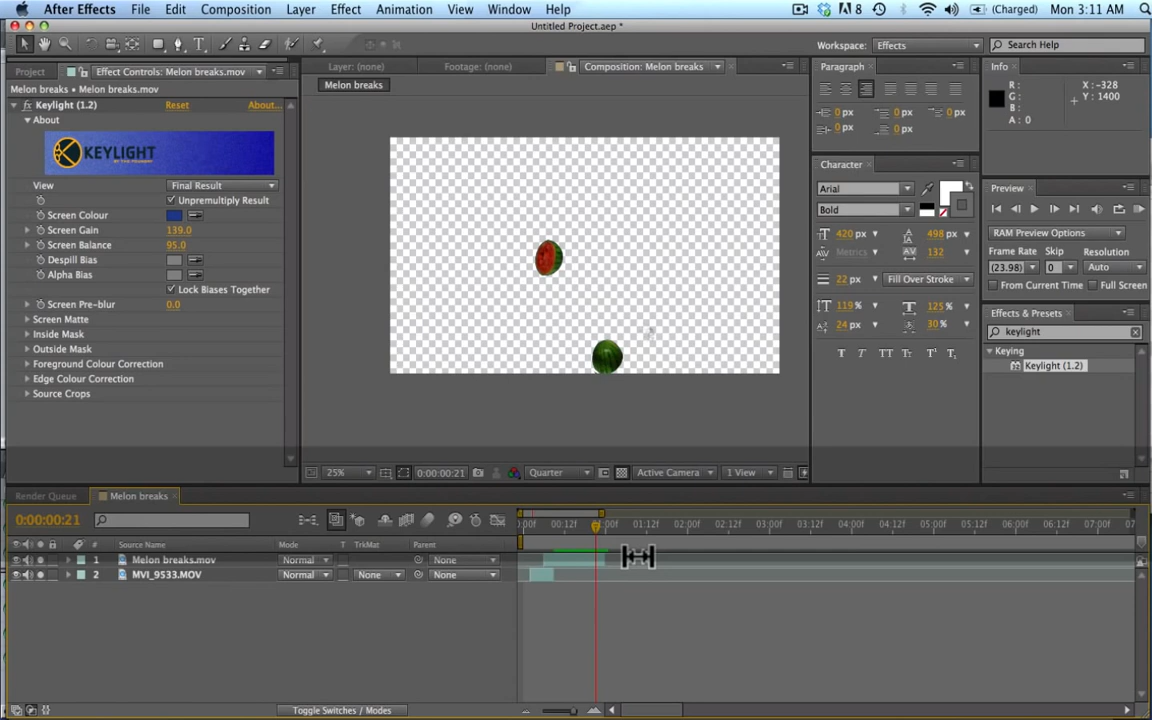 After Effects File Edit Composition Layer Effect Animation View Window Help 8 (Charged) Mon 3:11 AM
Untitled Project.aep *
Workspace: Effects Search Help
Project Effect Controls: Melon breaks.mov Layer: (none) Footage: (none) Composition: Melon breaks Paragraph Info
Melon breaks • Melon breaks.mov Melon breaks
fx Keylight (1.2) Reset About...
About
KEYLIGHT
BY THE FOUNDRY
View Final Result
Unpremultiply Result
Screen Colour
Screen Gain 139.0
Screen Balance 95.0
Despill Bias
Alpha Bias
Lock Biases Together
Screen Pre-blur 0.0
Screen Matte
Inside Mask
Outside Mask
Foreground Colour Correction
Edge Colour Correction
Source Crops
0 px 0 px 0 px
0 px 0 px
Character
Arial
Bold
420 px 498 px
Metrics 132
22 px Fill Over Stroke
119 % 125 %
24 px 30 %
T T TT Tr T¹ T₁
R : X : -328
G : Y : 1400
B :
A : 0
Preview
RAM Preview Options
Frame Rate Skip Resolution
(23.98) 0 Auto
From Current Time Full Screen
Effects & Presets
keylight
Keying
Keylight (1.2)
25% 0:00:00:21 Quarter Active Camera 1 View
Render Queue Melon breaks
0:00:00:21
:00f 00:12f 01:00f 01:12f 02:00f 02:12f 03:00f 03:12f 04:00f 04:12f 05:00f 05:12f 06:00f 06:12f 07:00f 07
# Source Name Mode T TrkMat Parent
1 Melon breaks.mov Normal None
2 MVI_9533.MOV Normal None None
Toggle Switches / Modes